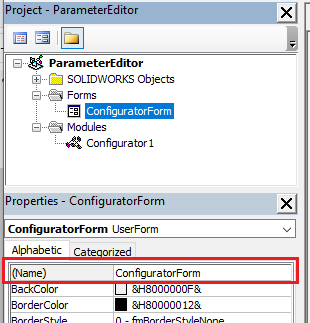 Project - ParameterEditor
ParameterEditor
SOLIDWORKS Objects
Forms
ConfiguratorForm
Modules
Configurator1
Properties - ConfiguratorForm
ConfiguratorForm UserForm
Alphabetic Categorized
(Name) ConfiguratorForm
BackColor &H8000000F&
BorderColor &H80000012&
BorderStyle 0 - fmBorderStyleNone